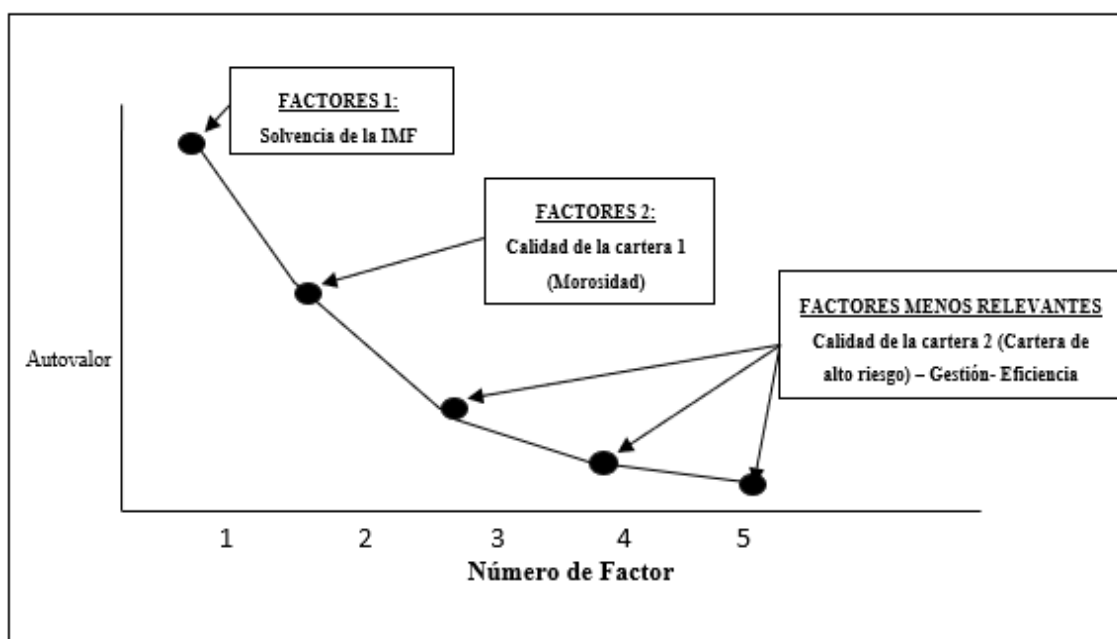 FACTORES 1:
Solvencia de la IMF
FACTORES 2:
Calidad de la cartera 1
(Morosidad)
FACTORES MENOS RELEVANTES
Calidad de la cartera 2 (Cartera de
alto riesgo) – Gestión- Eficiencia
Autovalor
1 2 3 4 5
Número de Factor